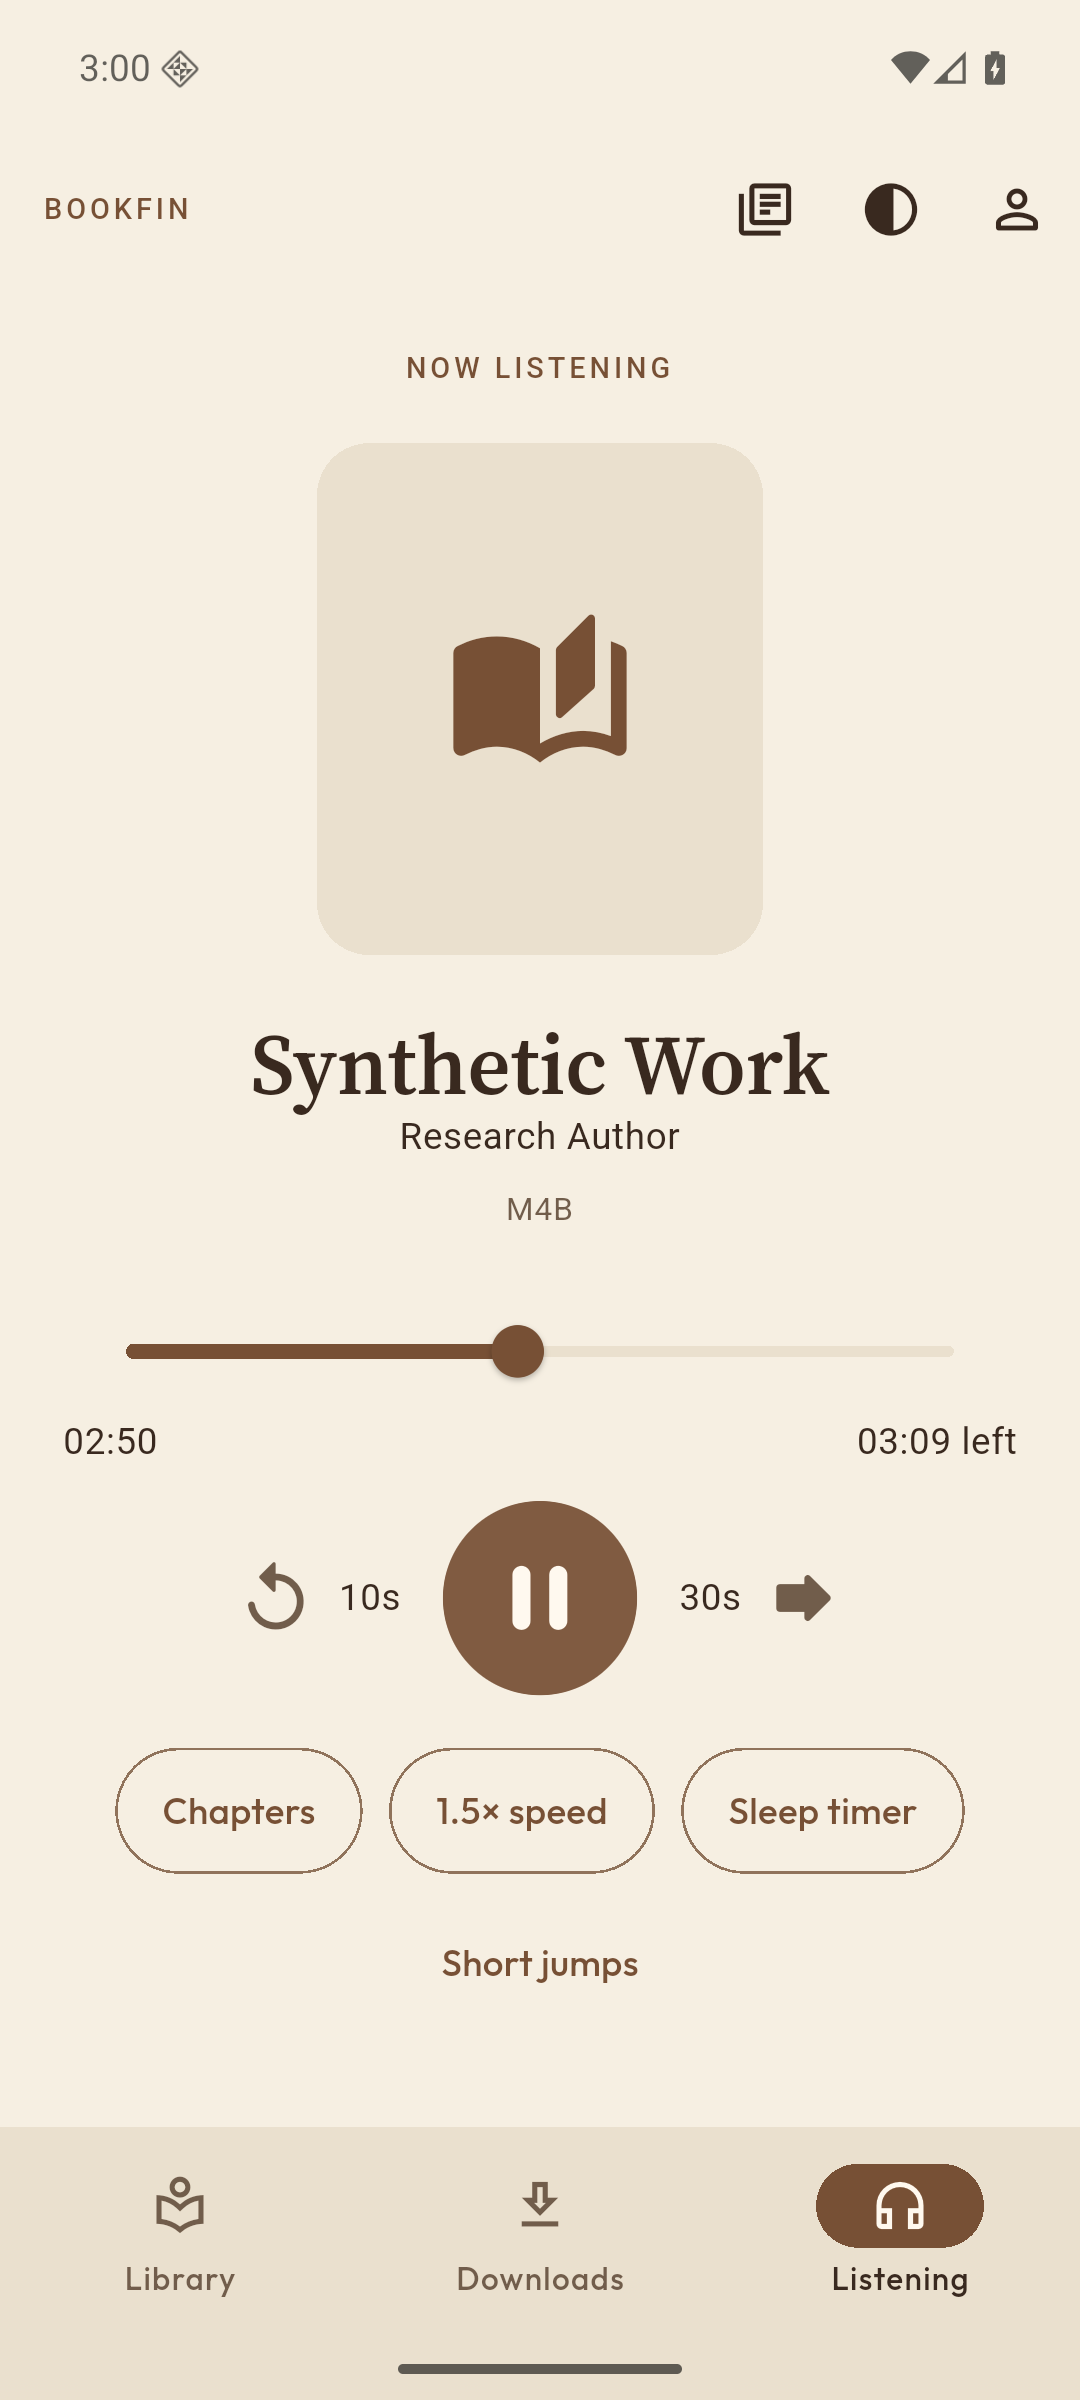 3:00
BOOKFIN
NOW LISTENING
Synthetic Work
Research Author
M4B
02:50 03:09 left
10s 30s
Chapters 1.5× speed Sleep timer
Short jumps
Library Downloads Listening